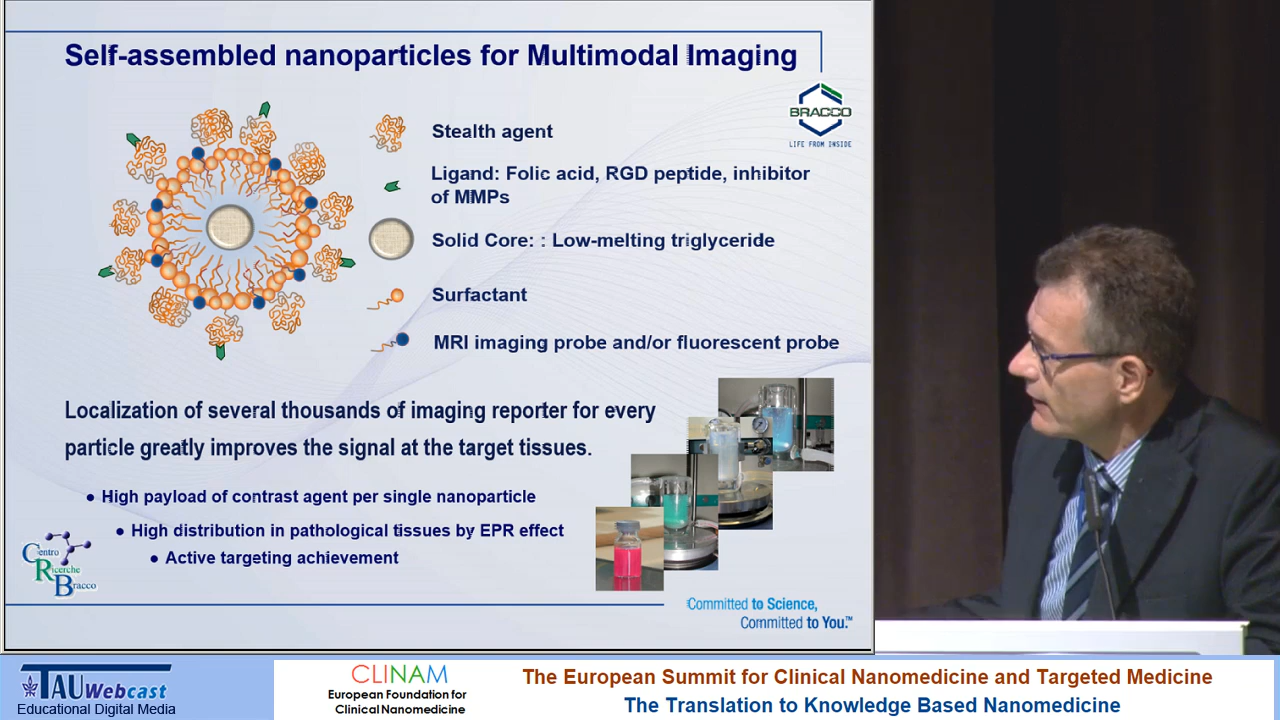 Self-assembled nanoparticles for Multimodal Imaging
BRACCO
LIFE FROM INSIDE
Stealth agent
Ligand: Folic acid, RGD peptide, inhibitor
of MMPs
Solid Core: : Low-melting triglyceride
Surfactant
MRI imaging probe and/or fluorescent probe
Localization of several thousands of imaging reporter for every
particle greatly improves the signal at the target tissues.
● High payload of contrast agent per single nanoparticle
● High distribution in pathological tissues by EPR effect
● Active targeting achievement
Centro
Ricerche
Bracco
Committed to Science,
Committed to You.™
TAU Webcast
Educational Digital Media
CLINAM
European Foundation for
Clinical Nanomedicine
The European Summit for Clinical Nanomedicine and Targeted Medicine
The Translation to Knowledge Based Nanomedicine